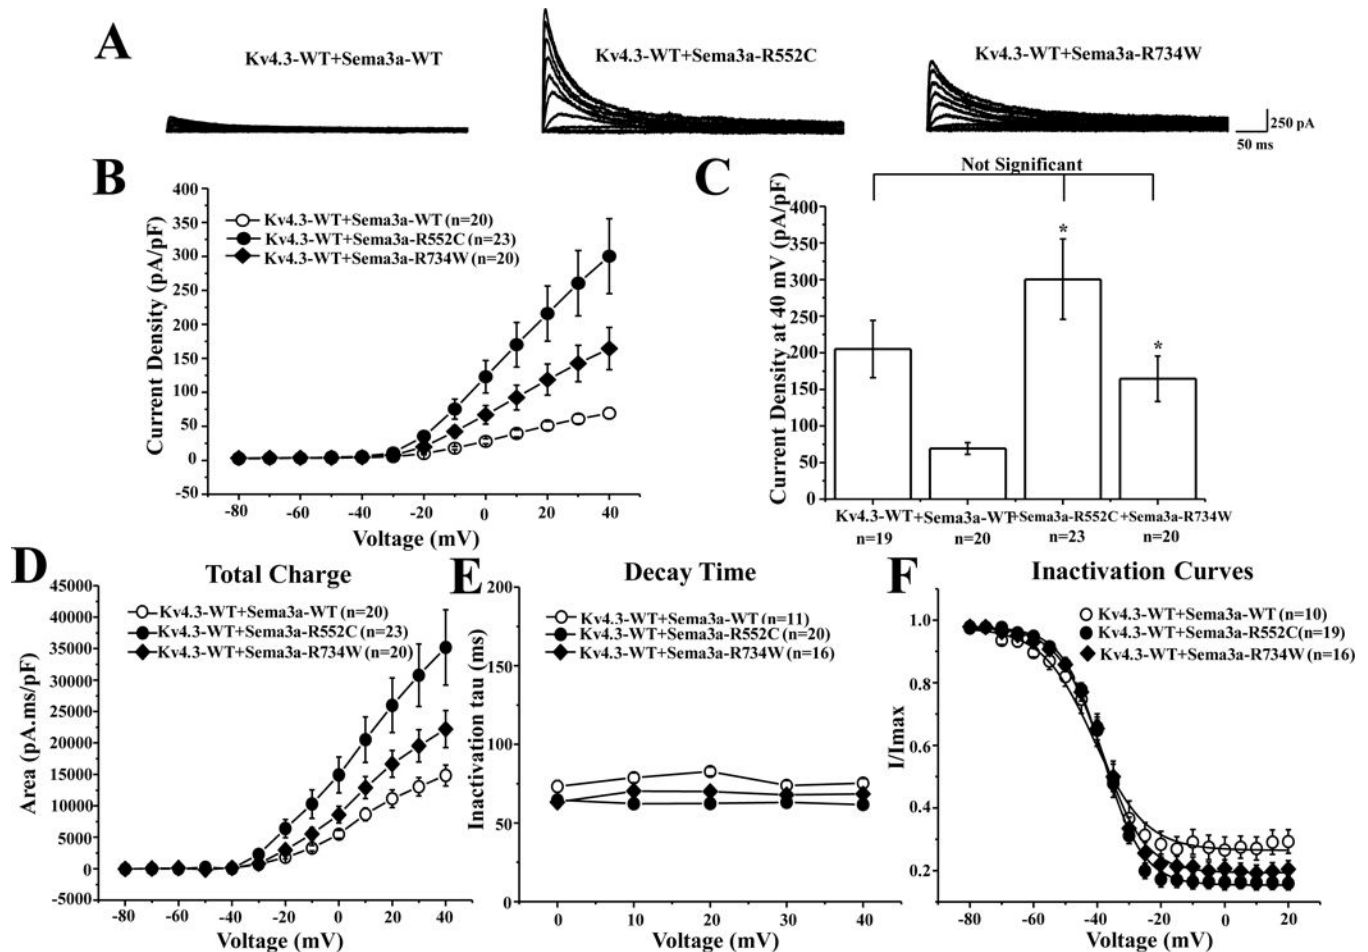 A
Kv4.3-WT+Sema3a-WT
Kv4.3-WT+Sema3a-R552C
Kv4.3-WT+Sema3a-R734W
250 pA
50 ms
B
Current Density (pA/pF)
400
350
300
250
200
150
100
50
0
-50
Kv4.3-WT+Sema3a-WT (n=20)
Kv4.3-WT+Sema3a-R552C (n=23)
Kv4.3-WT+Sema3a-R734W (n=20)
-80 -60 -40 -20 0 20 40
Voltage (mV)
C
Not Significant
Current Density at 40 mV (pA/pF)
400
350
300
250
200
150
100
50
0
* *
Kv4.3-WT +Sema3a-WT +Sema3a-R552C +Sema3a-R734W
n=19 n=20 n=23 n=20
D
Total Charge
Area (pA.ms/pF)
45000
40000
35000
30000
25000
20000
15000
10000
5000
0
-5000
Kv4.3-WT+Sema3a-WT (n=20)
Kv4.3-WT+Sema3a-R552C (n=23)
Kv4.3-WT+Sema3a-R734W (n=20)
-80 -60 -40 -20 0 20 40
Voltage (mV)
E
Decay Time
Inactivation tau (ms)
200
150
100
50
0
Kv4.3-WT+Sema3a-WT (n=11)
Kv4.3-WT+Sema3a-R552C (n=20)
Kv4.3-WT+Sema3a-R734W (n=16)
0 10 20 30 40
Voltage (mV)
F
Inactivation Curves
I/Imax
1.0
0.8
0.6
0.4
0.2
Kv4.3-WT+Sema3a-WT (n=10)
Kv4.3-WT+Sema3a-R552C(n=19)
Kv4.3-WT+Sema3a-R734W (n=16)
-80 -60 -40 -20 0 20
Voltage (mV)